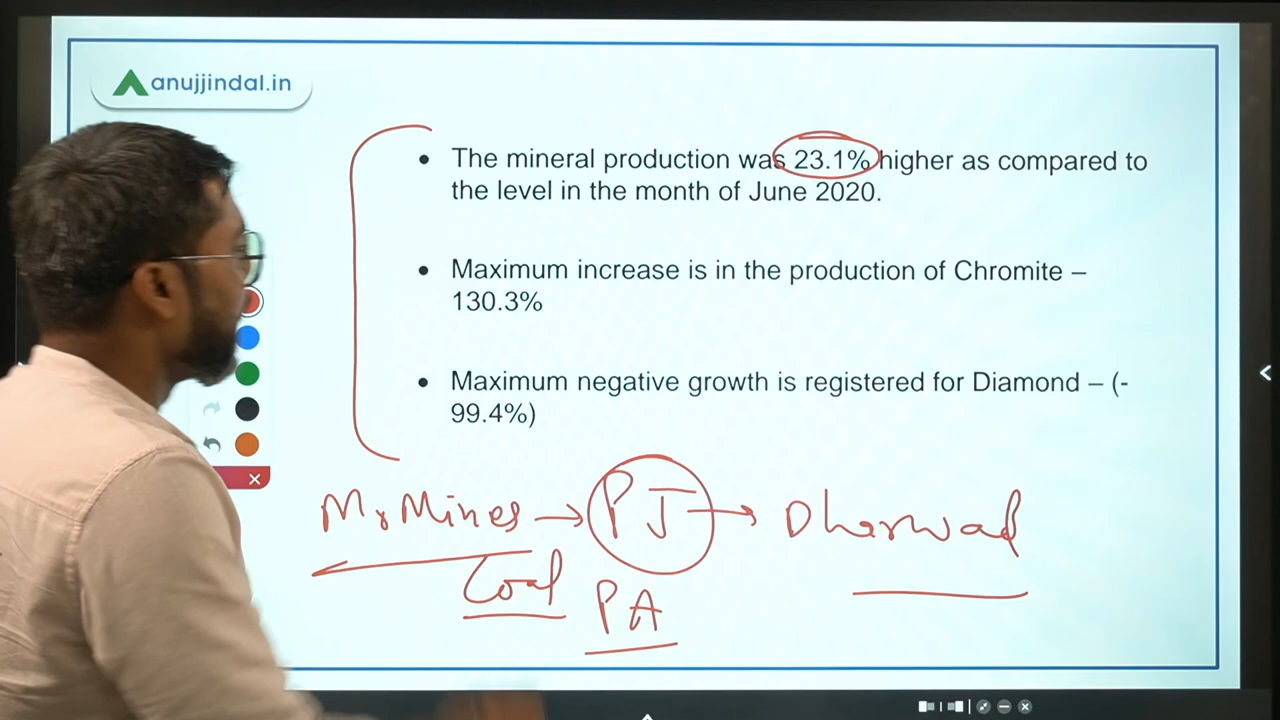 anujjindal.in
• The mineral production was 23.1% higher as compared to
the level in the month of June 2020.
• Maximum increase is in the production of Chromite –
130.3%
• Maximum negative growth is registered for Diamond – (-
99.4%)
Mo Mines → PJ → Dharwad
Coal PA